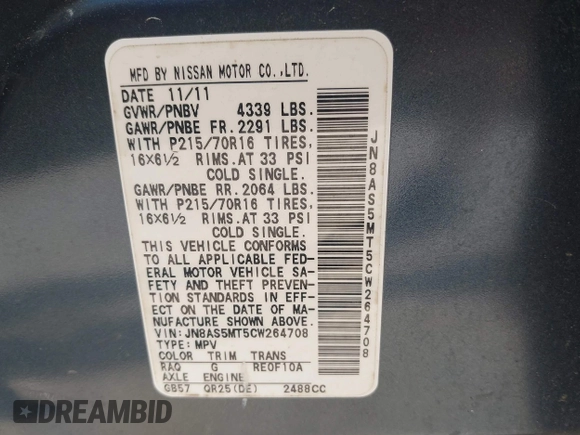 MFD BY NISSAN MOTOR CO.,LTD.
DATE 11/11
GVWR/PNBV 4339 LBS.
GAWR/PNBE FR. 2291 LBS.
WITH P215/70R16 TIRES,
16X6½ RIMS. AT 33 PSI
COLD SINGLE.
GAWR/PNBE RR. 2064 LBS.
WITH P215/70R16 TIRES,
16X6½ RIMS. AT 33 PSI
COLD SINGLE.
THIS VEHICLE CONFORMS
TO ALL APPLICABLE FED-
ERAL MOTOR VEHICLE SA-
FETY AND THEFT PREVEN-
TION STANDARDS IN EFF-
ECT ON THE DATE OF MA-
NUFACTURE SHOWN ABOVE.
VIN: JN8AS5MT5CW264708
TYPE: MPV
COLOR TRIM TRANS
RAQ G RE0F10A
AXLE ENGINE
GB57 QR25(DE) 2488CC
JN8AS5MT5CW264708
DREAMBID